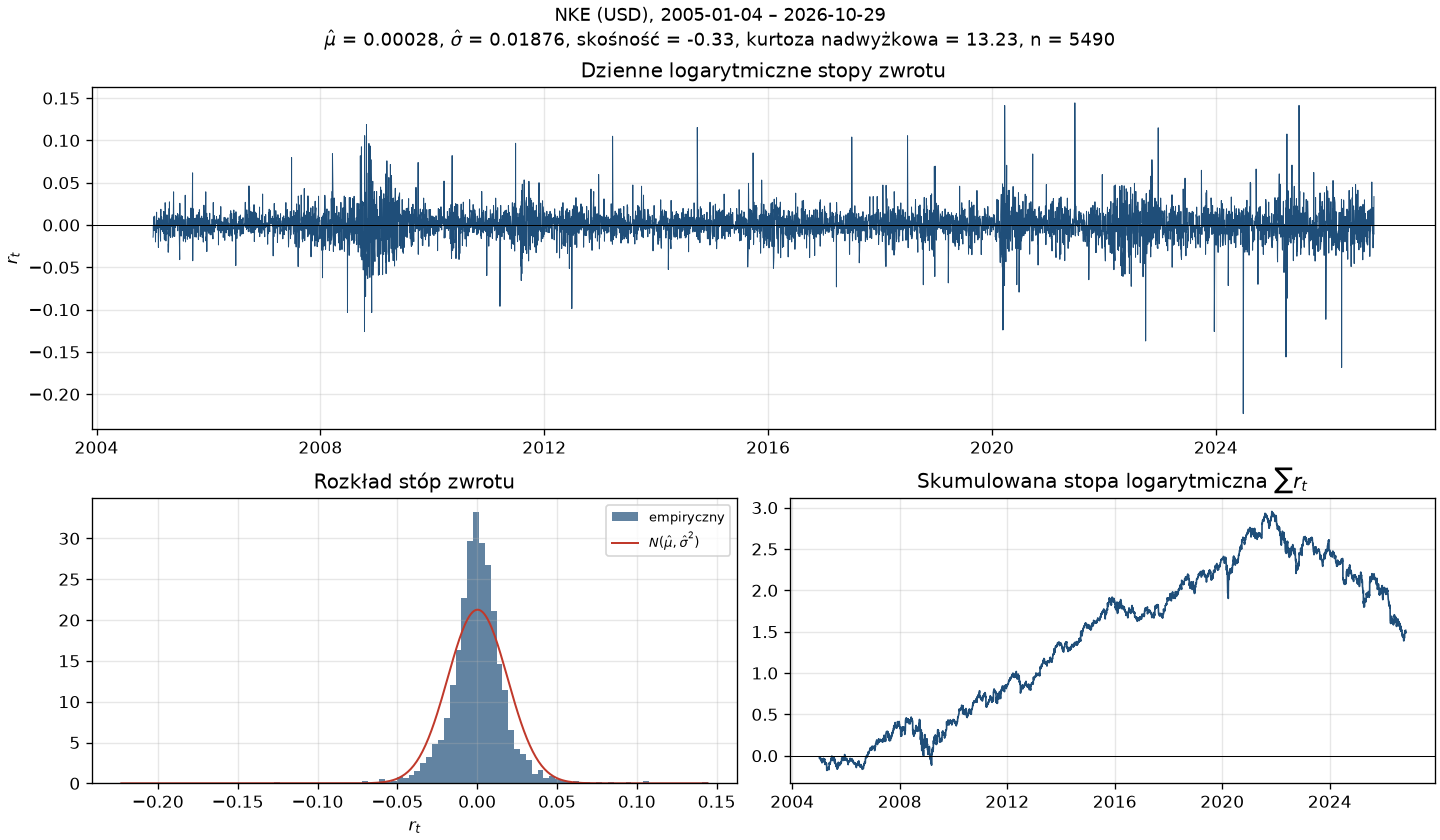 NKE (USD), 2005-01-04 – 2026-10-29
μ̂ = 0.00028, σ̂ = 0.01876, skośność = -0.33, kurtoza nadwyżkowa = 13.23, n = 5490
Dzienne logarytmiczne stopy zwrotu
0.15
0.10
0.05
0.00
−0.05
−0.10
−0.15
−0.20
r_t
2004 2008 2012 2016 2020 2024
Rozkład stóp zwrotu
empiryczny
N(μ̂, σ̂²)
30
25
20
15
10
5
0
−0.20 −0.15 −0.10 −0.05 0.00 0.05 0.10 0.15
r_t
Skumulowana stopa logarytmiczna ∑r_t
3.0
2.5
2.0
1.5
1.0
0.5
0.0
2004 2008 2012 2016 2020 2024